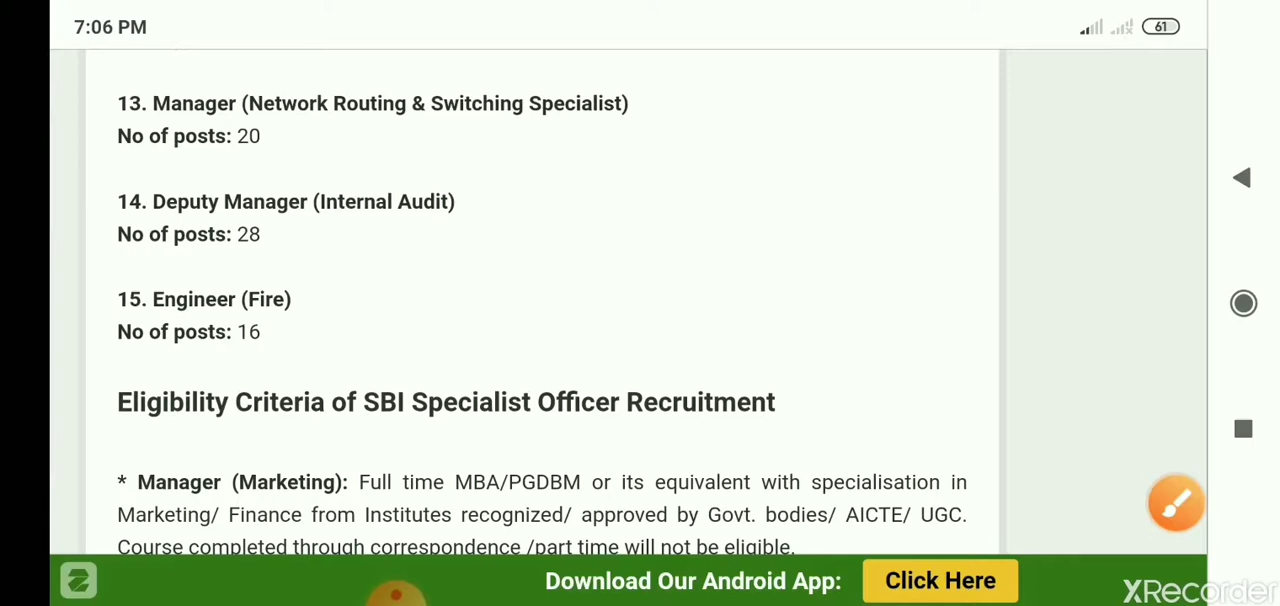 7:06 PM
61
13. Manager (Network Routing & Switching Specialist)
No of posts: 20
14. Deputy Manager (Internal Audit)
No of posts: 28
15. Engineer (Fire)
No of posts: 16
Eligibility Criteria of SBI Specialist Officer Recruitment
* Manager (Marketing): Full time MBA/PGDBM or its equivalent with specialisation in
Marketing/ Finance from Institutes recognized/ approved by Govt. bodies/ AICTE/ UGC.
Course completed through correspondence /part time will not be eligible.
Download Our Android App: Click Here
XRecorder